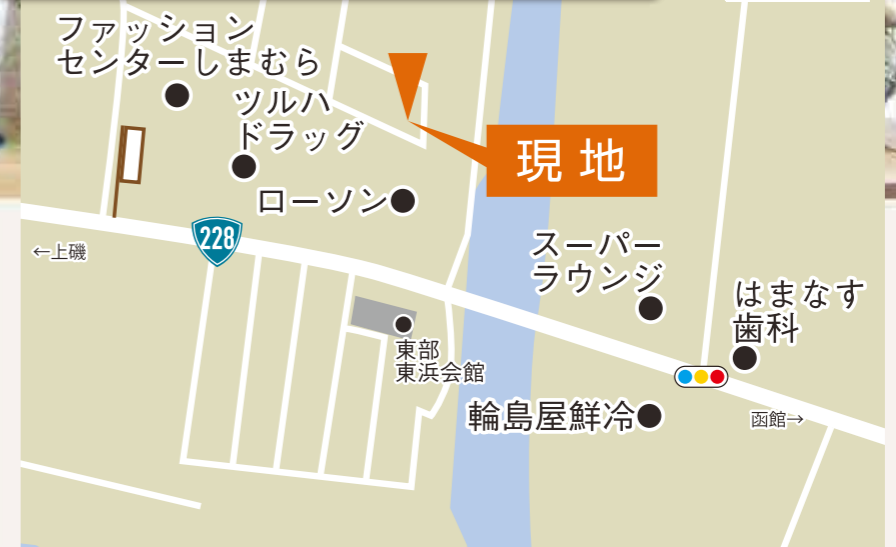 ファッション
センターしまむら
ツルハ
ドラッグ
現地
ローソン
228
←上磯
スーパー
ラウンジ
はまなす
歯科
東部
東浜会館
輪島屋鮮冷
函館→